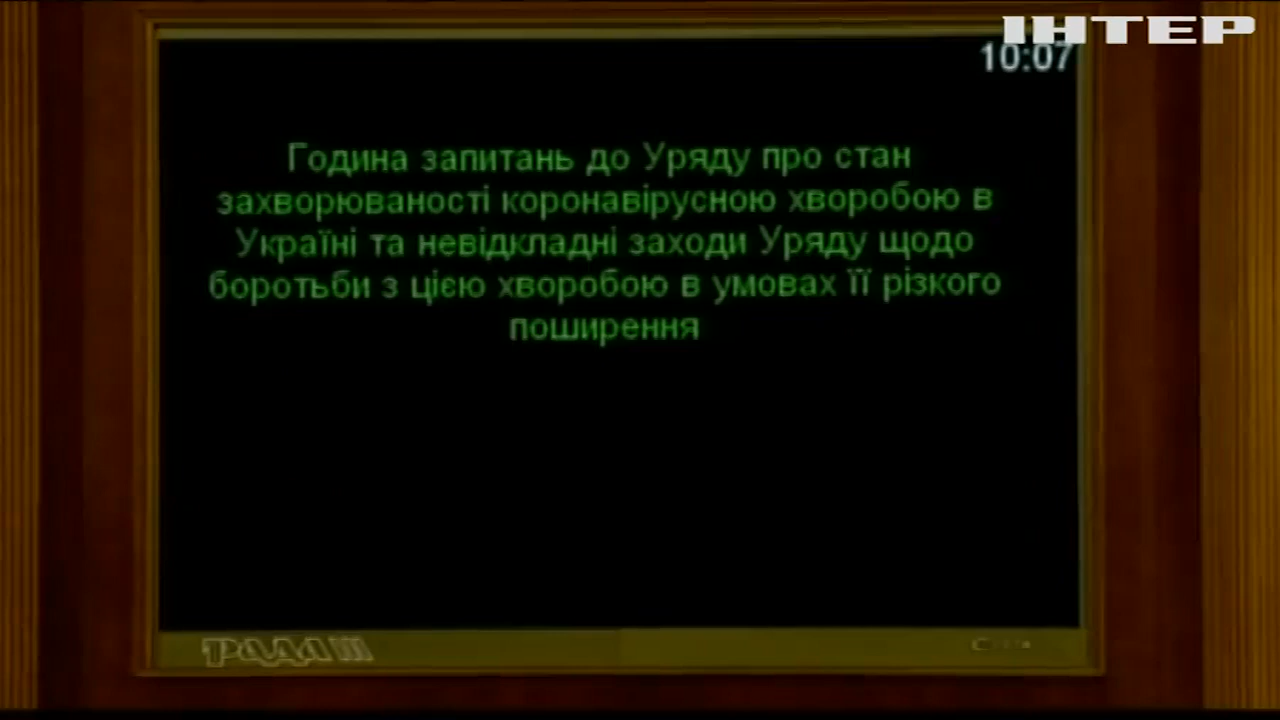 ІНТЕР
10:07
Година запитань до Уряду про стан
захворюваності коронавірусною хворобою в
Україні та невідкладні заходи Уряду щодо
боротьби з цією хворобою в умовах її різкого
поширення
РАДА